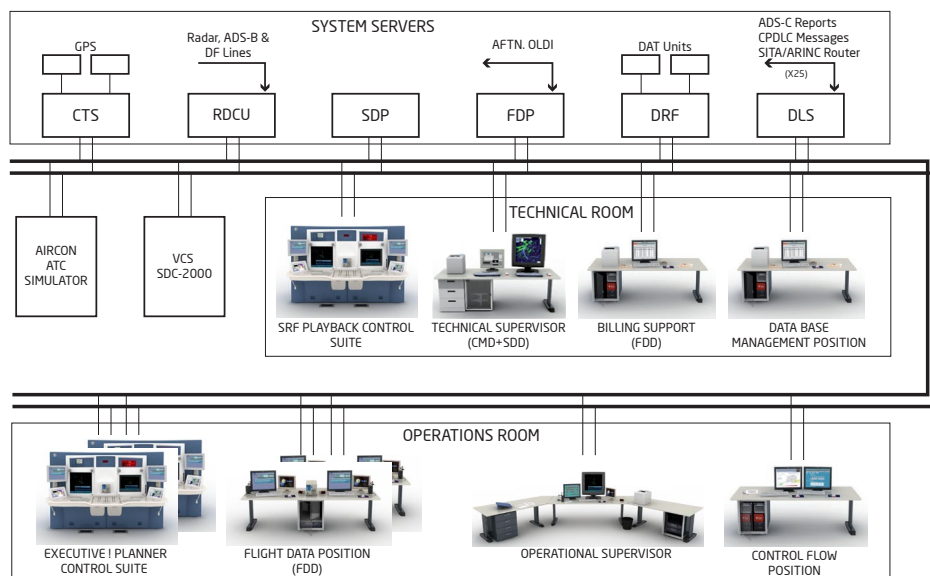 SYSTEM SERVERS
GPS
Radar, ADS-B &
DF Lines
AFTN. OLDI
DAT Units
ADS-C Reports
CPDLC Messages
SITA/ARINC Router
(X25)
CTS
RDCU
SDP
FDP
DRF
DLS
AIRCON
ATC
SIMULATOR
VCS
SDC-2000
TECHNICAL ROOM
SRF PLAYBACK CONTROL
SUITE
TECHNICAL SUPERVISOR
(CMD+SDD)
BILLING SUPPORT
(FDD)
DATA BASE
MANAGEMENT POSITION
OPERATIONS ROOM
EXECUTIVE ! PLANNER
CONTROL SUITE
FLIGHT DATA POSITION
(FDD)
OPERATIONAL SUPERVISOR
CONTROL FLOW
POSITION